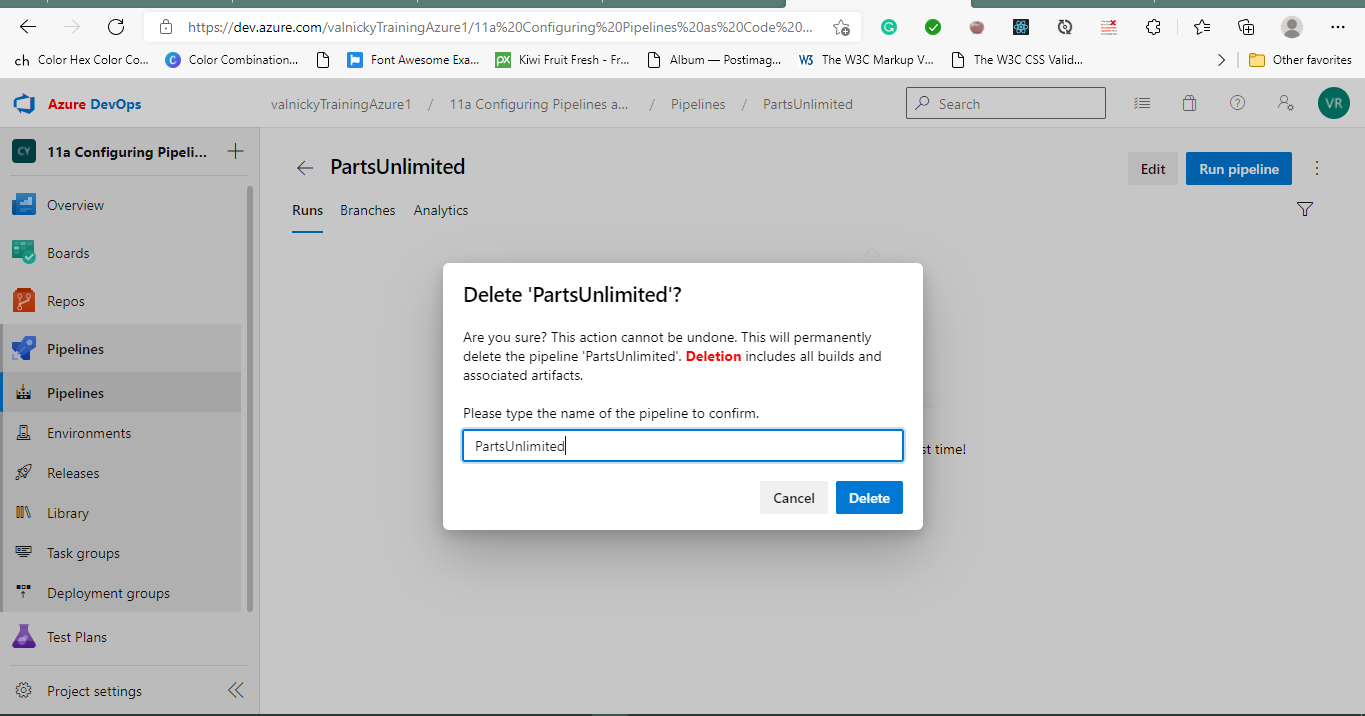 https://dev.azure.com/valnickyTrainingAzure1/11a%20Configuring%20Pipelines%20as%20Code%20...
ch Color Hex Color Co... Color Combination... Font Awesome Exa... Kiwi Fruit Fresh - Fr... Album — Postimag... The W3C Markup V... The W3C CSS Valid... Other favorites
Azure DevOps valnickyTrainingAzure1 / 11a Configuring Pipelines a... / Pipelines / PartsUnlimited Search VR
CY 11a Configuring Pipeli...
Overview
Boards
Repos
Pipelines
Pipelines
Environments
Releases
Library
Task groups
Deployment groups
Test Plans
Project settings
PartsUnlimited Edit Run pipeline
Runs Branches Analytics
Delete 'PartsUnlimited'?
Are you sure? This action cannot be undone. This will permanently
delete the pipeline 'PartsUnlimited'. Deletion includes all builds and
associated artifacts.
Please type the name of the pipeline to confirm.
PartsUnlimited
Cancel Delete
time!